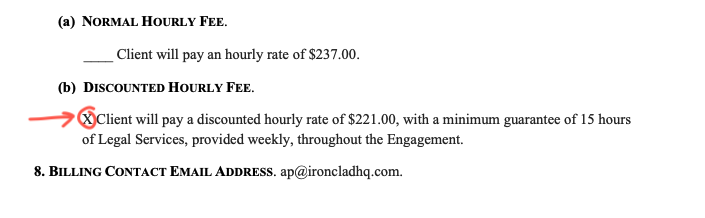 (a) NORMAL HOURLY FEE.
____ Client will pay an hourly rate of $237.00.
(b) DISCOUNTED HOURLY FEE.
X Client will pay a discounted hourly rate of $221.00, with a minimum guarantee of 15 hours
of Legal Services, provided weekly, throughout the Engagement.
8. BILLING CONTACT EMAIL ADDRESS. ap@ironcladhq.com.